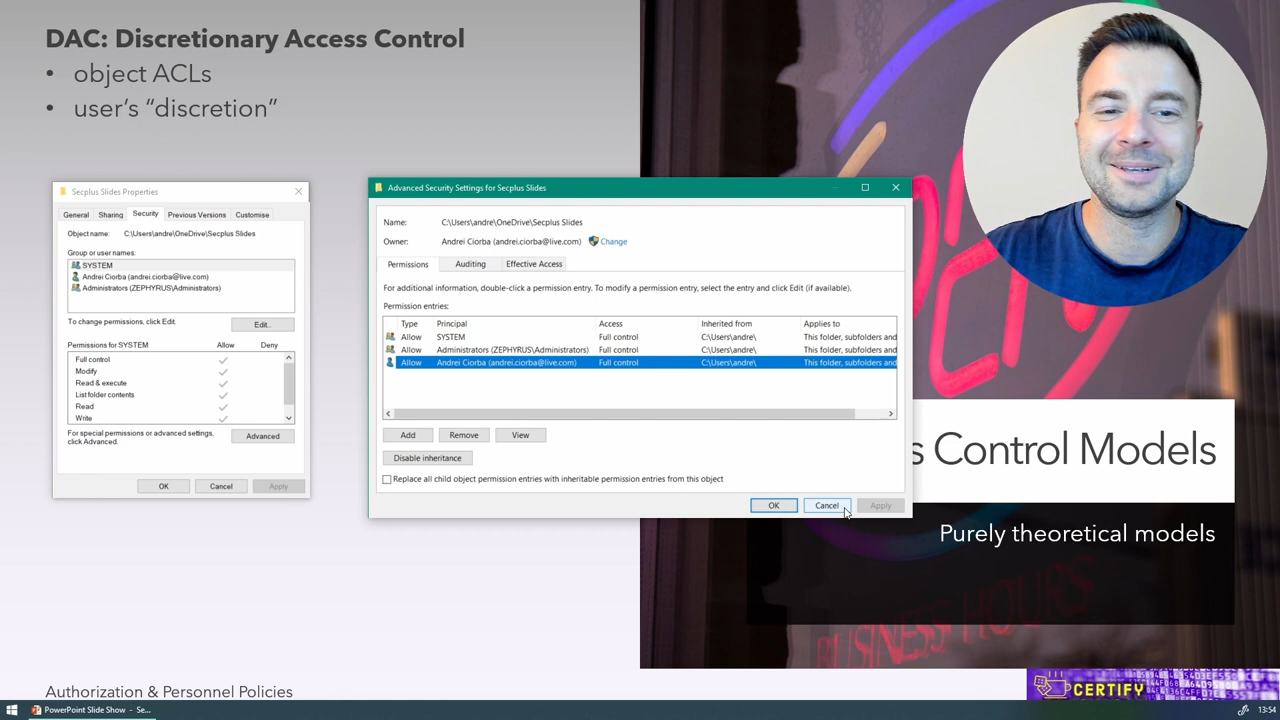 DAC: Discretionary Access Control
• object ACLs
• user's “discretion”
Secplus Slides Properties
General Sharing Security Previous Versions Customise
Object name: C:\Users\andre\OneDrive\Secplus Slides
Group or user names:
SYSTEM
Andrei Ciorba (andrei.ciorba@live.com)
Administrators (ZEPHYRUS\Administrators)
To change permissions, click Edit.
Edit...
Permissions for SYSTEM Allow Deny
Full control
Modify
Read & execute
List folder contents
Read
Write
For special permissions or advanced settings,
click Advanced.
Advanced
OK Cancel Apply
Advanced Security Settings for Secplus Slides
Name: C:\Users\andre\OneDrive\Secplus Slides
Owner: Andrei Ciorba (andrei.ciorba@live.com) Change
Permissions Auditing Effective Access
For additional information, double-click a permission entry. To modify a permission entry, select the entry and click Edit (if available).
Permission entries:
Type Principal Access Inherited from Applies to
Allow SYSTEM Full control C:\Users\andre\ This folder, subfolders and
Allow Administrators (ZEPHYRUS\Administrators) Full control C:\Users\andre\ This folder, subfolders and
Allow Andrei Ciorba (andrei.ciorba@live.com) Full control C:\Users\andre\ This folder, subfolders and
Add Remove View
Disable inheritance
Replace all child object permission entries with inheritable permission entries from this object
OK Cancel Apply
s Control Models
Purely theoretical models
BUSINESS HOURS
Authorization & Personnel Policies
CERTIFY
PowerPoint Slide Show - Se...
13:54